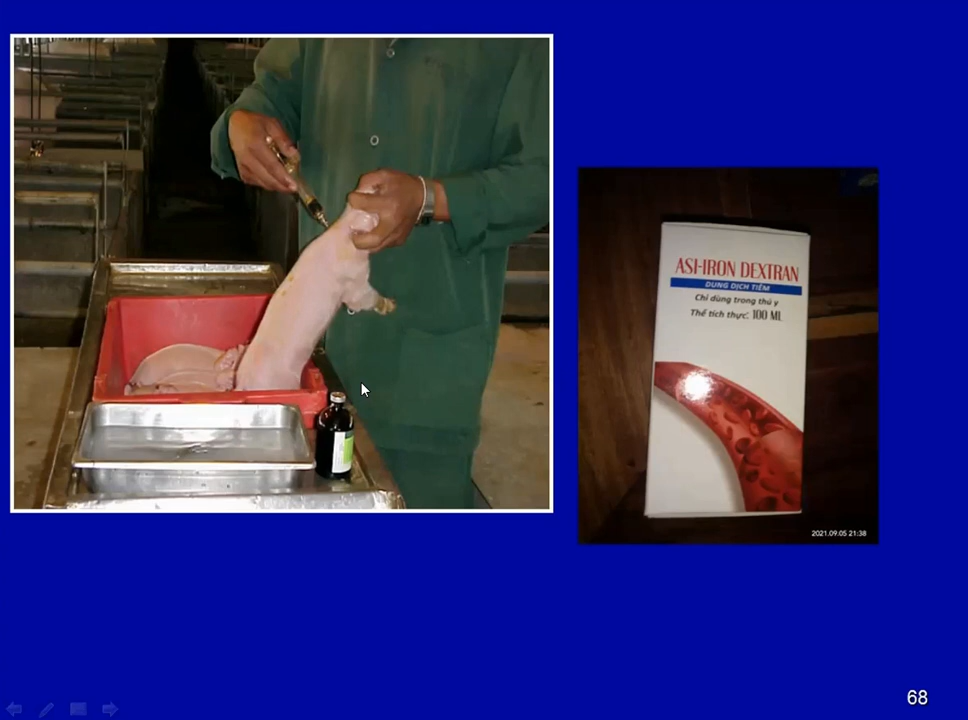 ASI-IRON DEXTRAN
DUNG DỊCH TIÊM
Chỉ dùng trong thú y
Thể tích thực: 100 ML
2021.09.05 21:38
68